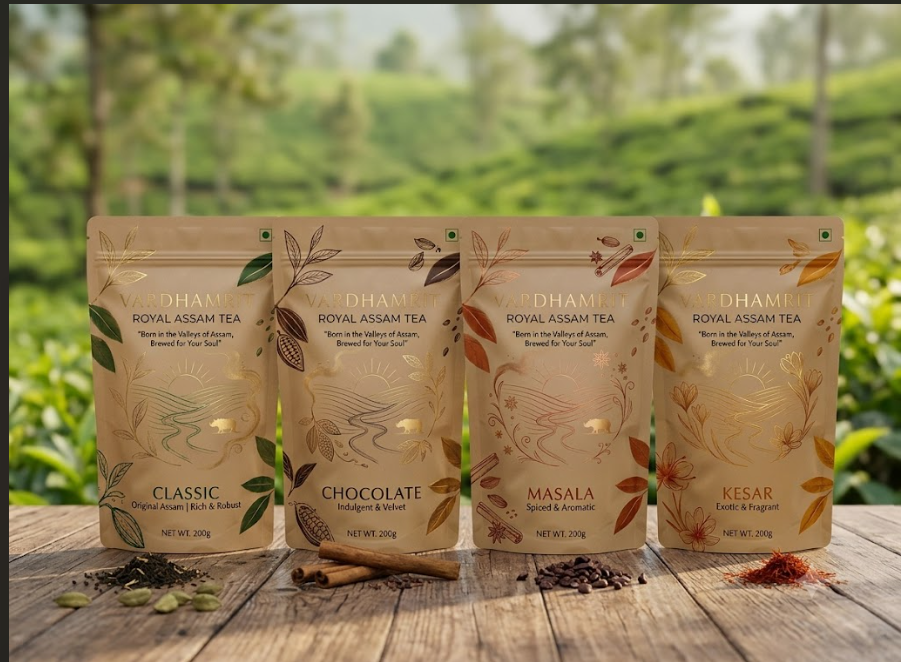 VARDHAMRIT
ROYAL ASSAM TEA
"Born in the Valleys of Assam,
Brewed for Your Soul"
CLASSIC
Original Assam | Rich & Robust
NET WT. 200g
VARDHAMRIT
ROYAL ASSAM TEA
"Born in the Valleys of Assam,
Brewed for Your Soul"
CHOCOLATE
Indulgent & Velvet
NET WT. 200g
VARDHAMRIT
ROYAL ASSAM TEA
"Born in the Valleys of Assam,
Brewed for Your Soul"
MASALA
Spiced & Aromatic
NET WT. 200g
VARDHAMRIT
ROYAL ASSAM TEA
"Born in the Valleys of Assam,
Brewed for Your Soul"
KESAR
Exotic & Fragrant
NET WT. 200g